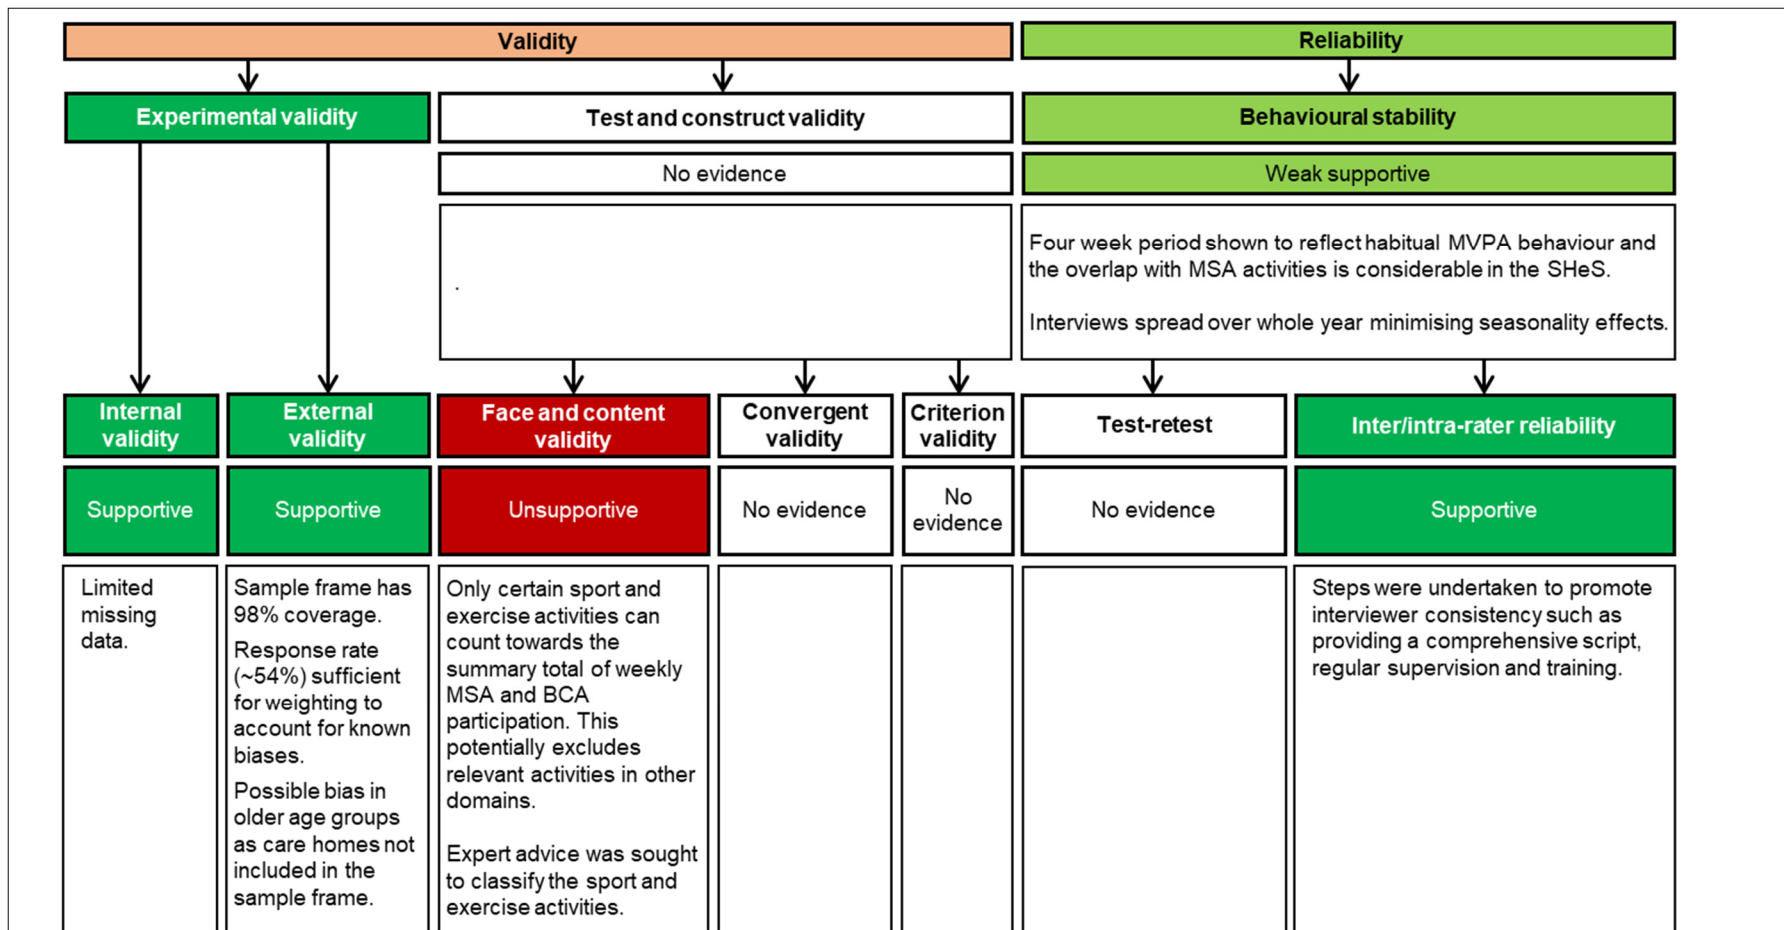 Validity
Reliability
Experimental validity
Test and construct validity
Behavioural stability
No evidence
Weak supportive
.
Four week period shown to reflect habitual MVPA behaviour and
the overlap with MSA activities is considerable in the SHeS.
Interviews spread over whole year minimising seasonality effects.
Internal
validity
External
validity
Face and content
validity
Convergent
validity
Criterion
validity
Test-retest
Inter/intra-rater reliability
Supportive
Supportive
Unsupportive
No evidence
No
evidence
No evidence
Supportive
Limited
missing
data.
Sample frame has
98% coverage.
Response rate
(~54%) sufficient
for weighting to
account for known
biases.
Possible bias in
older age groups
as care homes not
included in the
sample frame.
Only certain sport and
exercise activities can
count towards the
summary total of weekly
MSA and BCA
participation. This
potentially excludes
relevant activities in other
domains.
Expert advice was sought
to classify the sport and
exercise activities.
Steps were undertaken to promote
interviewer consistency such as
providing a comprehensive script,
regular supervision and training.